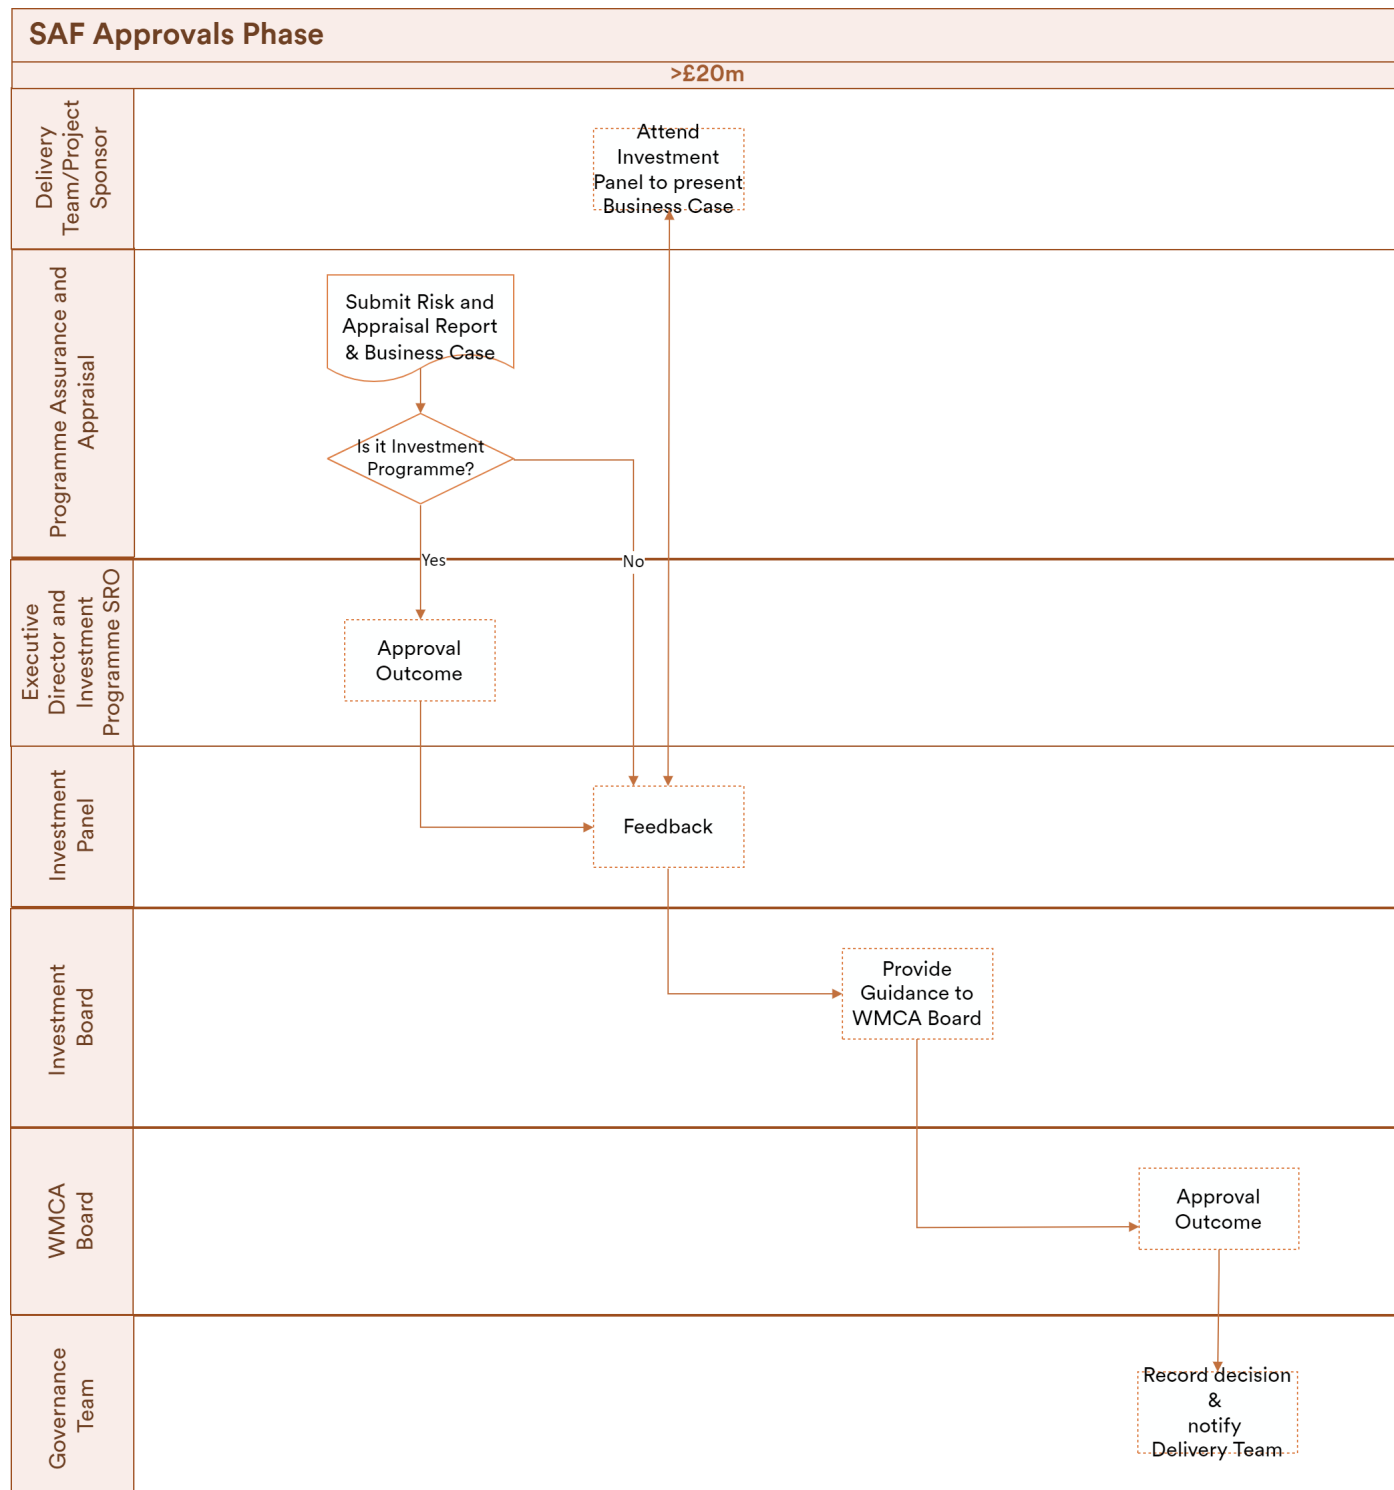 SAF Approvals Phase
>£20m
Delivery
Team/Project
Sponsor
Attend
Investment
Panel to present
Business Case
Programme Assurance and
Appraisal
Submit Risk and
Appraisal Report
& Business Case
Is it Investment
Programme?
Yes
No
Executive
Director and
Investment
Programme SRO
Approval
Outcome
Investment
Panel
Feedback
Investment
Board
Provide
Guidance to
WMCA Board
WMCA
Board
Approval
Outcome
Governance
Team
Record decision
&
notify
Delivery Team